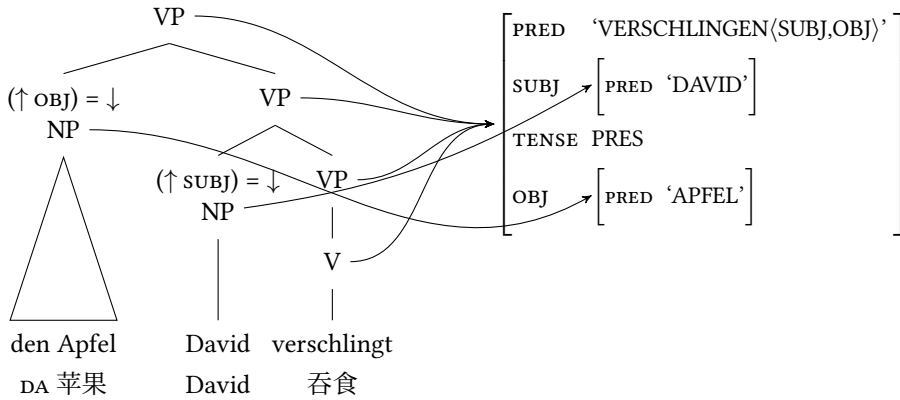 VP
PRED ‘VERSCHLINGEN⟨SUBJ,OBJ⟩’
(↑ OBJ) = ↓
VP
SUBJ [PRED ‘DAVID’]
NP
TENSE PRES
(↑ SUBJ) = ↓
VP
NP
OBJ [PRED ‘APFEL’]
V
den Apfel David verschlingt
DA 苹果 David 吞食